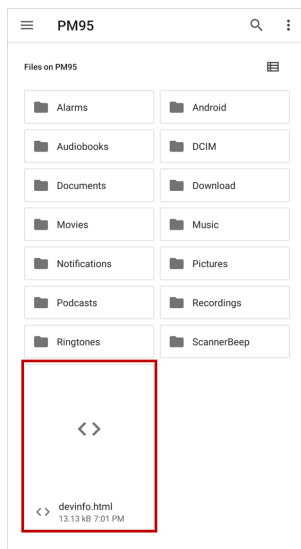 PM95
Files on PM95
Alarms
Android
Audiobooks
DCIM
Documents
Download
Movies
Music
Notifications
Pictures
Podcasts
Recordings
Ringtones
ScannerBeep
devinfo.html
13.13 kB 7:01 PM